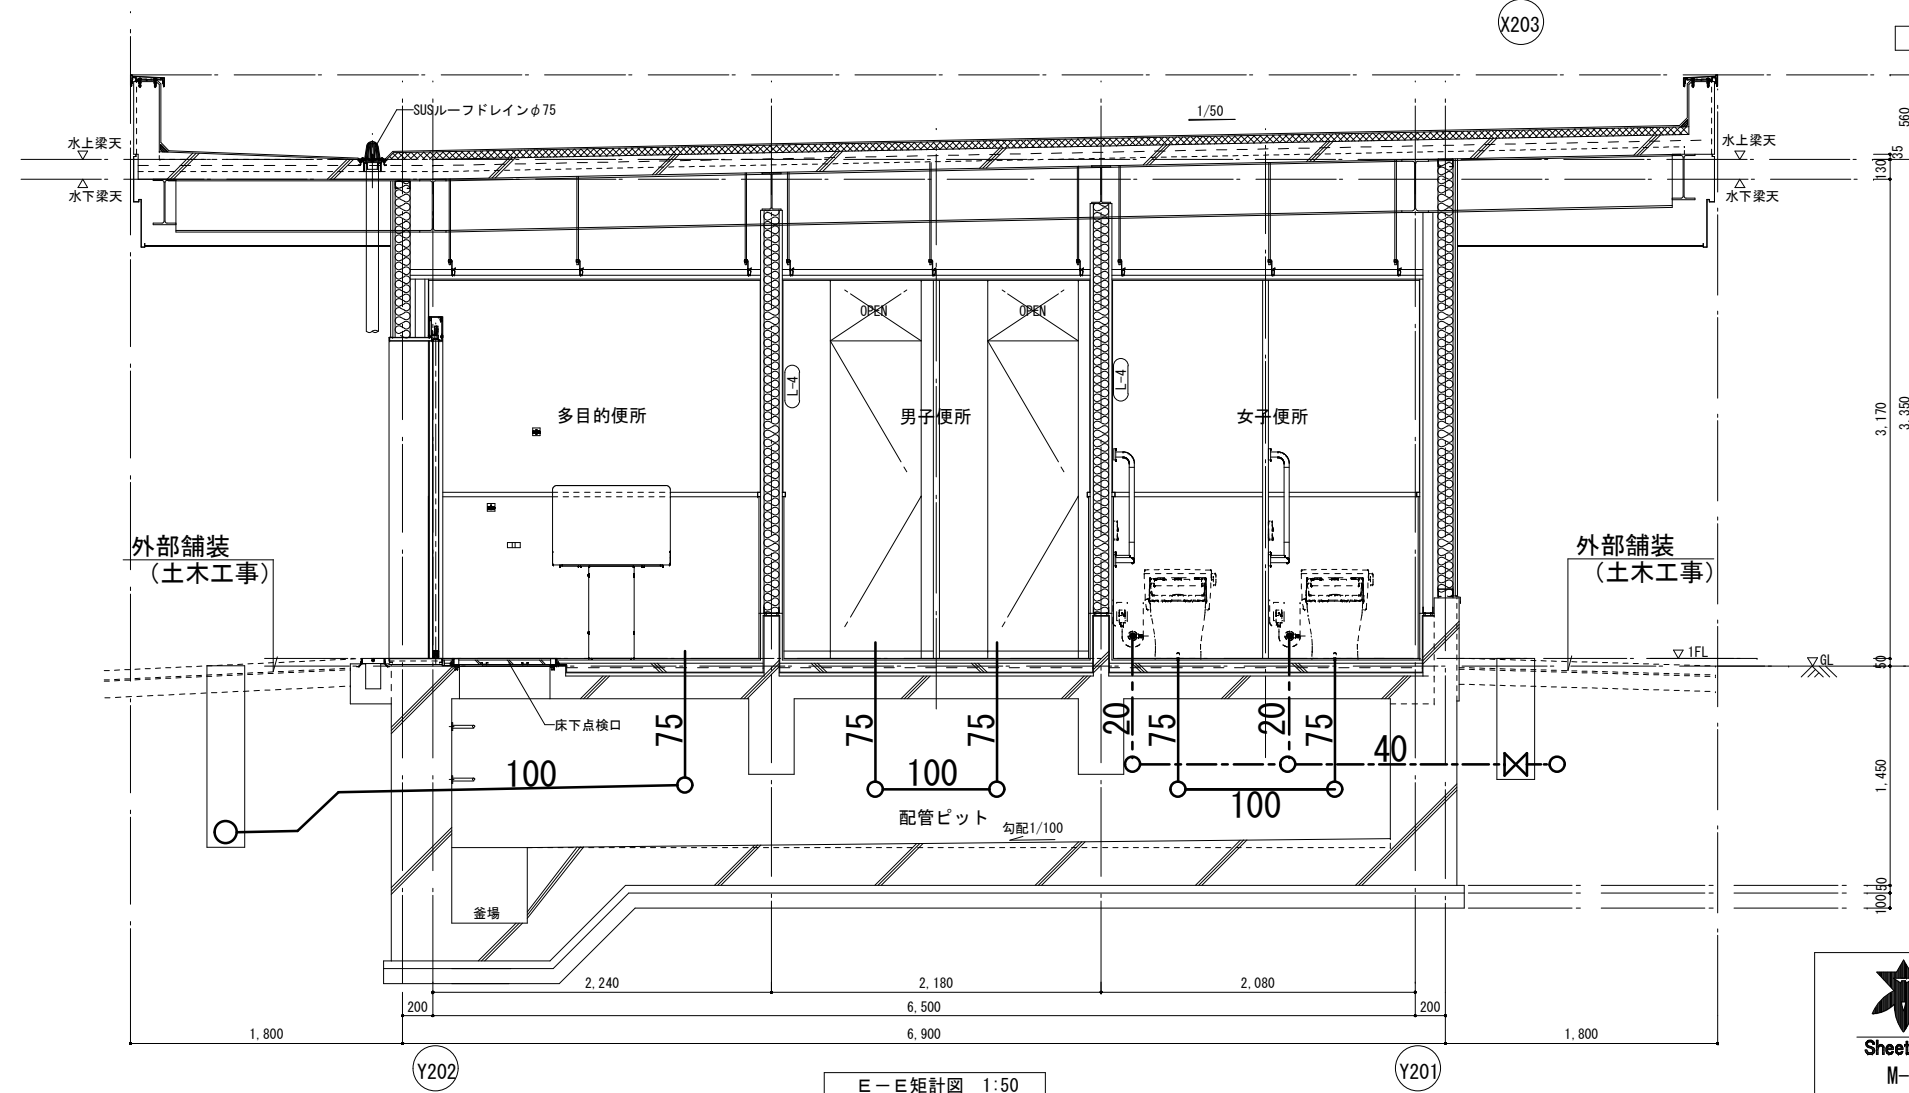 X203
SUSルーフドレインφ75
1/50
560
水上梁天
水下梁天
水上梁天
水下梁天
35
130
OPEN
OPEN
L-4
L-4
多目的便所
男子便所
女子便所
3,170
3,350
外部舗装
（土木工事）
外部舗装
（土木工事）
1FL
GL
50
床下点検口
75
75
75
20
75
20
75
100
100
100
40
配管ピット
勾配1/100
1,450
釜場
50
100
2,240
2,180
2,080
200
6,500
200
1,800
6,900
1,800
Y202
Y201
E－E矩計図 1:50
Sheet
M-